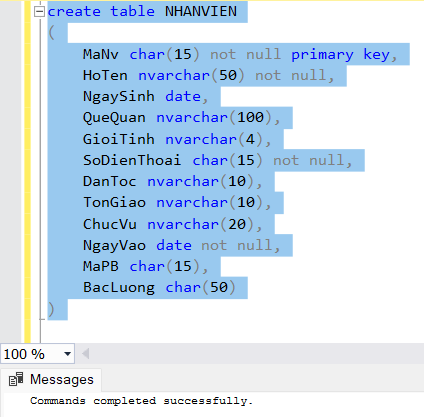 create table NHANVIEN
(
MaNv char(15) not null primary key,
HoTen nvarchar(50) not null,
NgaySinh date,
QueQuan nvarchar(100),
GioiTinh nvarchar(4),
SoDienThoai char(15) not null,
DanToc nvarchar(10),
TonGiao nvarchar(10),
ChucVu nvarchar(20),
NgayVao date not null,
MaPB char(15),
BacLuong char(50)
)
100 %
Messages
Commands completed successfully.